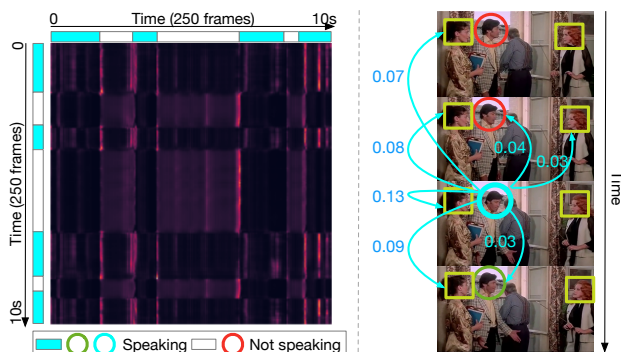 Time (250 frames)
0
10s
0
Time (250 frames)
10s
Speaking
Not speaking
0.07
0.08
0.04
0.03
0.13
0.09
0.03
Time